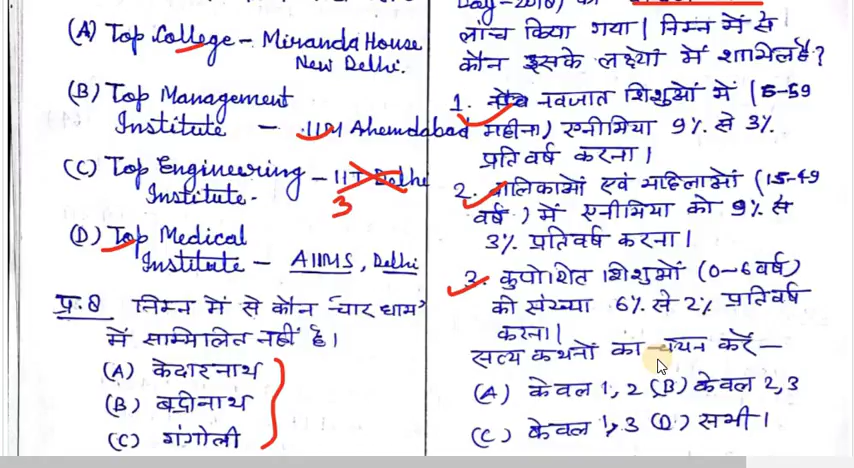 (A) Top College - Miranda House
New Delhi.
(B) Top Management
Institute - IIM Ahemdabad
(C) Top Engineering - IIT Delhi
Institute.
3
(D) Top Medical
Institute - AIIMS, Delhi
प्र:8 निम्न में से कौन 'चार धाम'
में सम्मिलित नहीं है।
(A) केदारनाथ
(B) बद्रीनाथ
(C) गंगोली
Day-2018) को
लांच किया गया। निम्न में से
कौन इसके लक्ष्यों में शामिल है?
1. नवजात शिशुओं में (5-59
महीना) एनीमिया 9% से 3%
प्रतिवर्ष करना।
2. बालिकाओं एवं महिलाओं (15-49
वर्ष) में एनीमिया को 9% से
3% प्रतिवर्ष करना।
3. कुपोशित शिशुओं (0-6 वर्ष)
की संख्या 6% से 2% प्रतिवर्ष
करना।
सत्य कथनों का चयन करें -
(A) केवल 1, 2 (B) केवल 2, 3
(C) केवल 1, 3 (D) सभी।